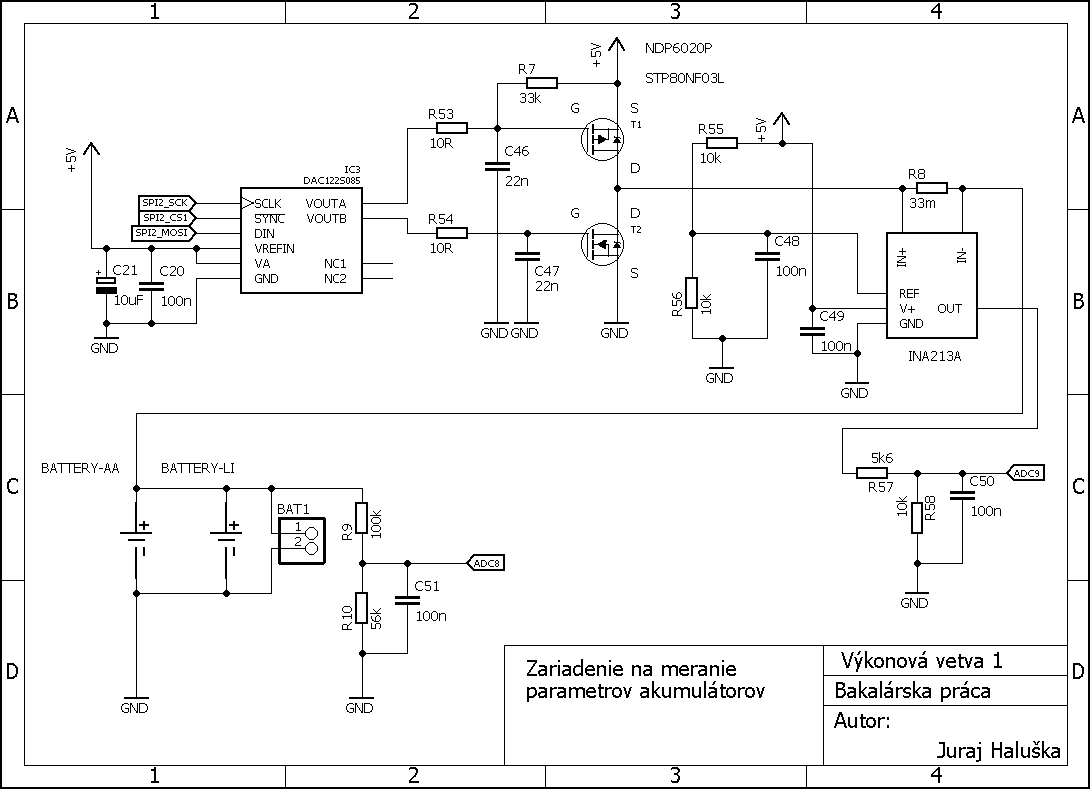 1 2 3 4
A
B
C
D
+5V
NDP6020P
STP80NF03L
R7
33k
G
S
T1
D
R53
10R
C46
22n
R55
10k
+5V
+5V
IC3
DAC122S085
SPI2_SCK
SPI2_CS1
SPI2_MOSI
SCLK
SYNC
DIN
VREFIN
VA
GND
VOUTA
VOUTB
NC1
NC2
C21
10uF
C20
100n
GND
R54
10R
C47
22n
G
D
T2
S
GND GND
GND
R8
33m
C48
100n
R56
10k
GND
C49
100n
GND
IN+
IN-
REF
V+
GND
OUT
INA213A
BATTERY-AA
BATTERY-LI
BAT1
1
2
R9
100k
ADC8
R10
56k
C51
100n
GND
GND
5k6
R57
10k
R58
C50
100n
ADC9
GND
A
B
C
D
Zariadenie na meranie
parametrov akumulátorov
Výkonová vetva 1
Bakalárska práca
Autor:
Juraj Haluška
1 2 3 4